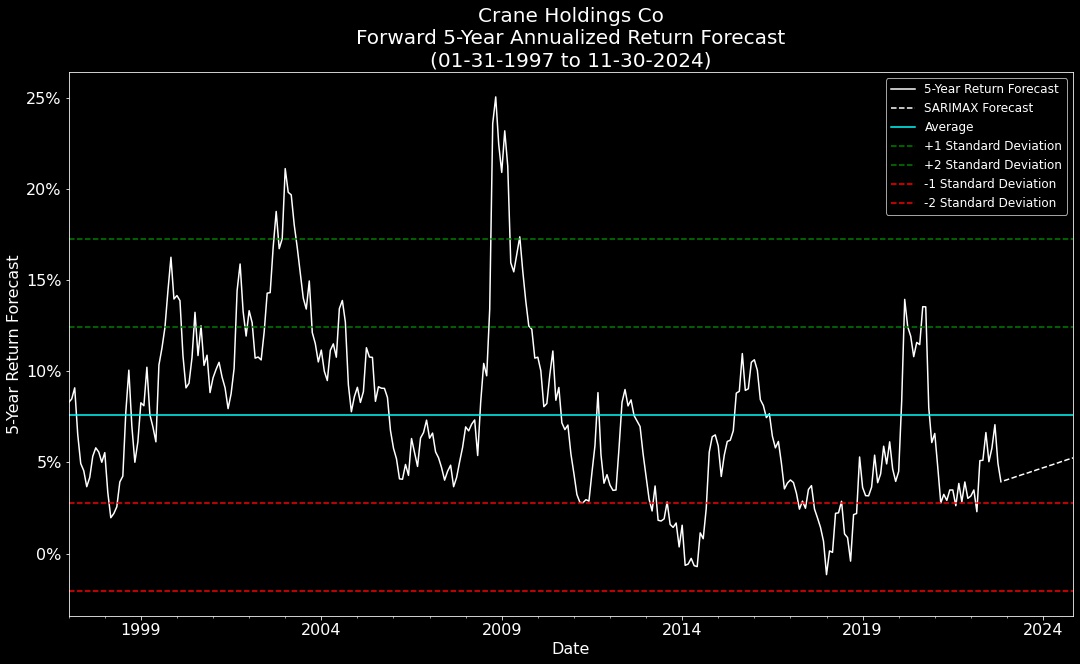 Crane Holdings Co
Forward 5-Year Annualized Return Forecast
(01-31-1997 to 11-30-2024)
5-Year Return Forecast
SARIMAX Forecast
Average
+1 Standard Deviation
+2 Standard Deviation
-1 Standard Deviation
-2 Standard Deviation
25%
20%
15%
10%
5%
0%
5-Year Return Forecast
1999
2004
2009
2014
2019
2024
Date